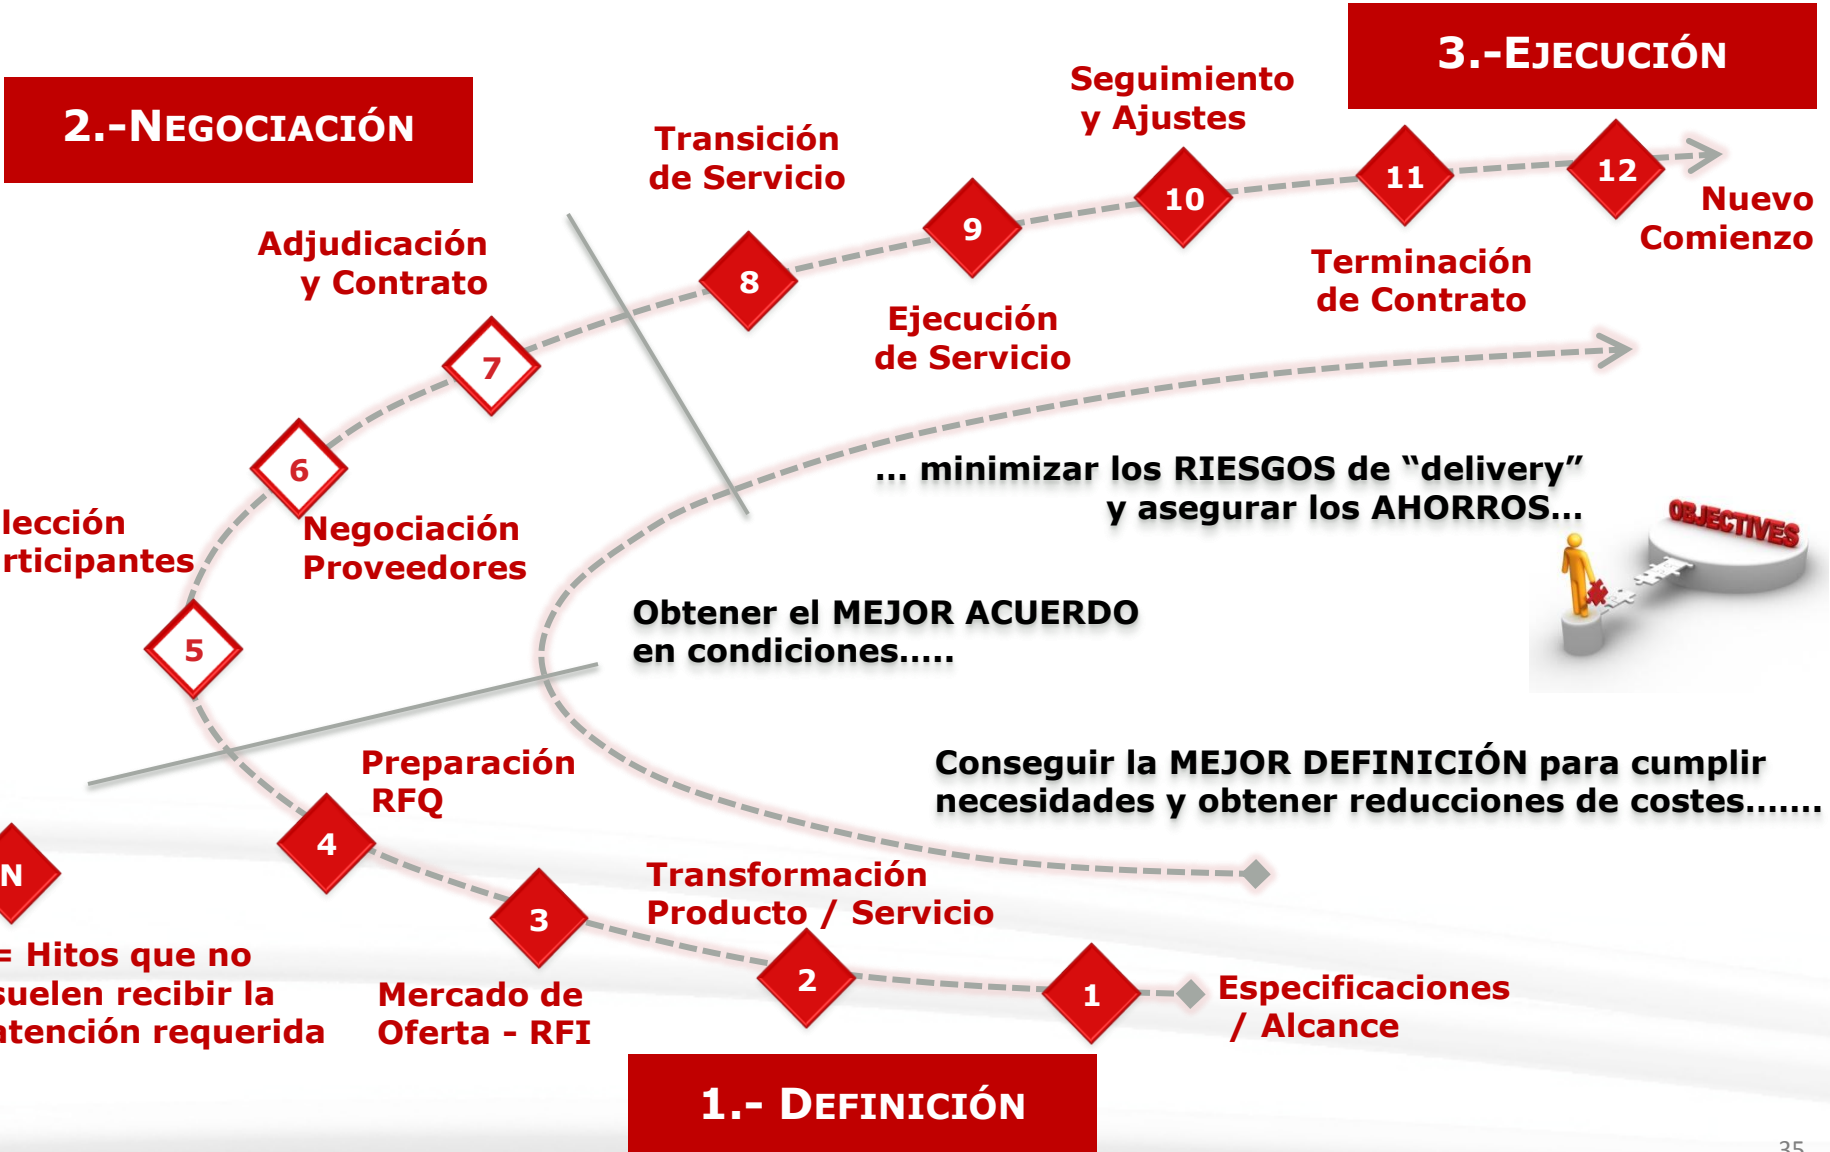 3.-EJECUCIÓN
2.-NEGOCIACIÓN
Seguimiento
y Ajustes
Transición
de Servicio
12
11
10
9
8
7
6
5
Nuevo
Comienzo
Adjudicación
y Contrato
Terminación
de Contrato
Ejecución
de Servicio
... minimizar los RIESGOS de “delivery”
y asegurar los AHORROS...
OBJECTIVES
lección
rticipantes
Negociación
Proveedores
Obtener el MEJOR ACUERDO
en condiciones.....
Preparación
RFQ
Conseguir la MEJOR DEFINICIÓN para cumplir
necesidades y obtener reducciones de costes.......
4
N
3
2
1
Transformación
Producto / Servicio
= Hitos que no
suelen recibir la
atención requerida
Mercado de
Oferta - RFI
Especificaciones
/ Alcance
1.- DEFINICIÓN
35